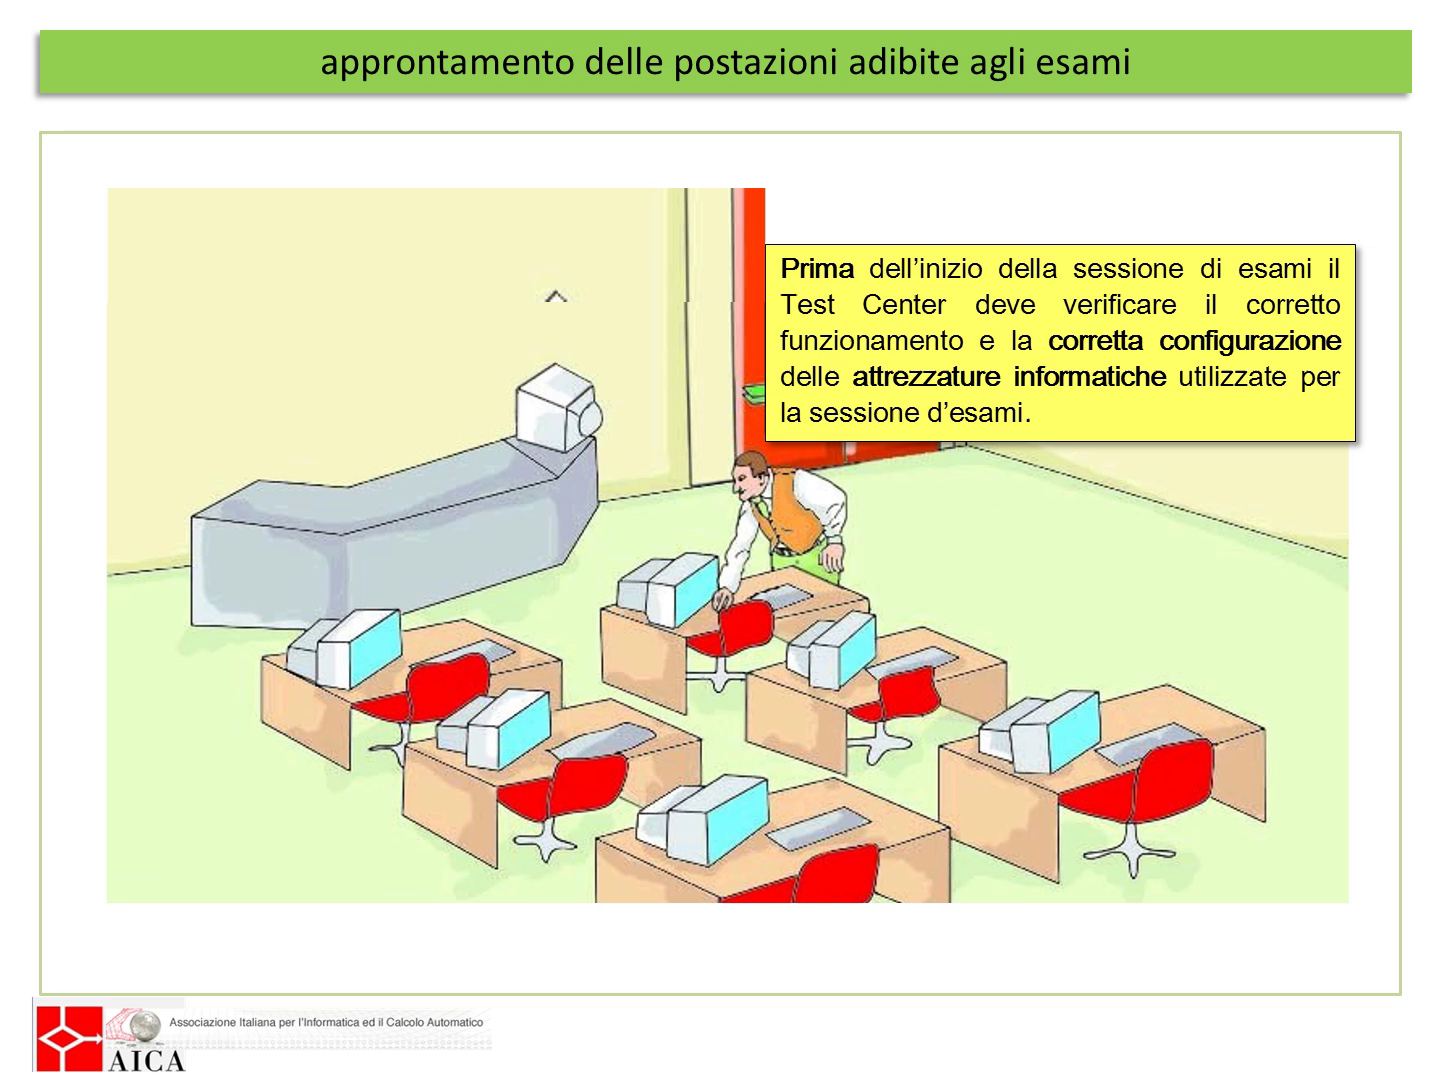 approntamento delle postazioni adibite agli esami
Prima dell’inizio della sessione di esami il
Test Center deve verificare il corretto
funzionamento e la corretta configurazione
delle attrezzature informatiche utilizzate per
la sessione d’esami.
Associazione Italiana per l'Informatica ed il Calcolo Automatico
AICA